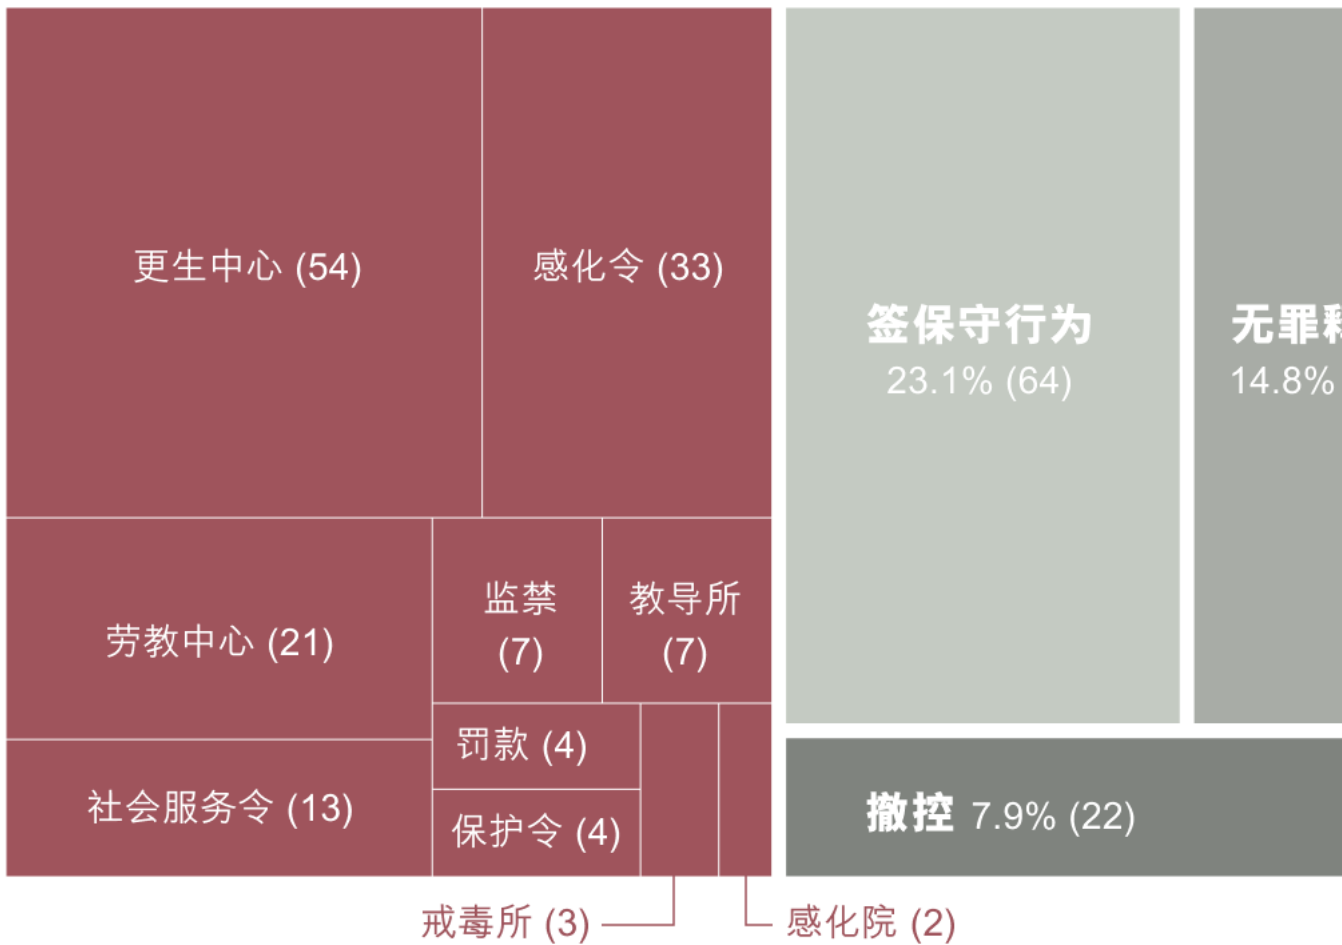 更生中心 (54)
感化令 (33)
签保守行为
23.1% (64)
无罪
14.8%
劳教中心 (21)
监禁
(7)
教导所
(7)
罚款 (4)
社会服务令 (13)
保护令 (4)
撤控 7.9% (22)
戒毒所 (3)
感化院 (2)